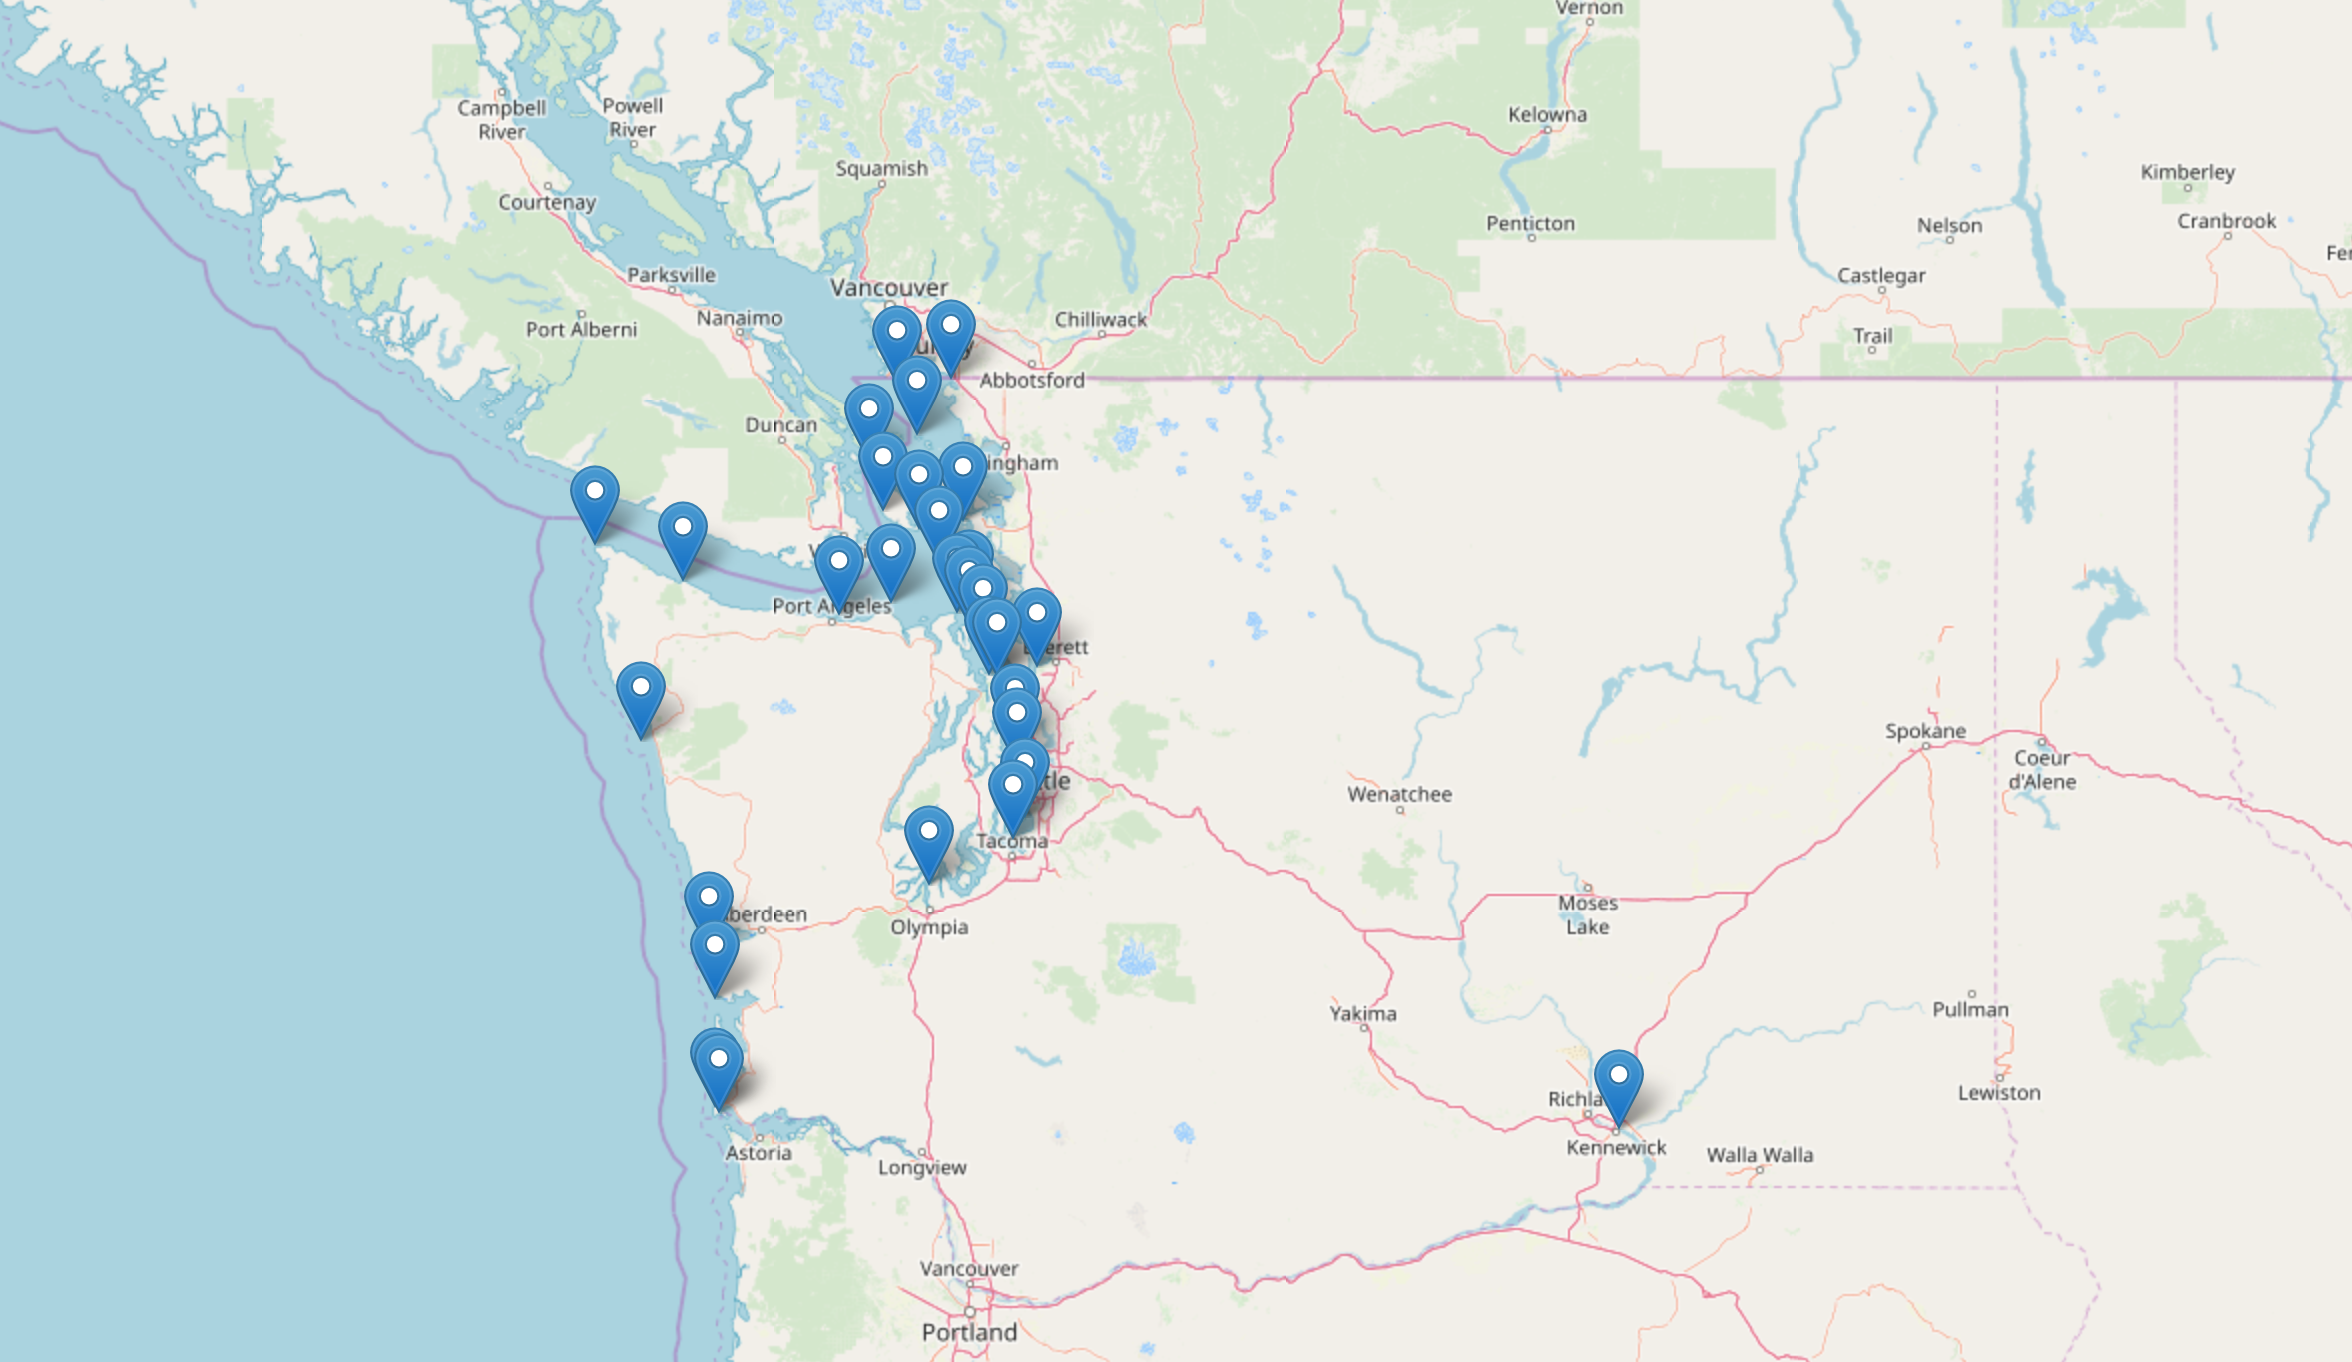 Vernon
Campbell
River
Powell
River
Kelowna
Squamish
Kimberley
Courtenay
Cranbrook
Penticton
Nelson
Parksville
Castlegar
Vancouver
Nanaimo
Chilliwack
Port Alberni
Trail
Abbotsford
Duncan
ingham
Port Angeles
erett
Spokane
Coeur
d'Alene
tle
Wenatchee
Tacoma
Moses
Lake
berdeen
Olympia
Pullman
Yakima
Lewiston
Richla
Kennewick
Astoria
Walla Walla
Longview
Vancouver
Portland